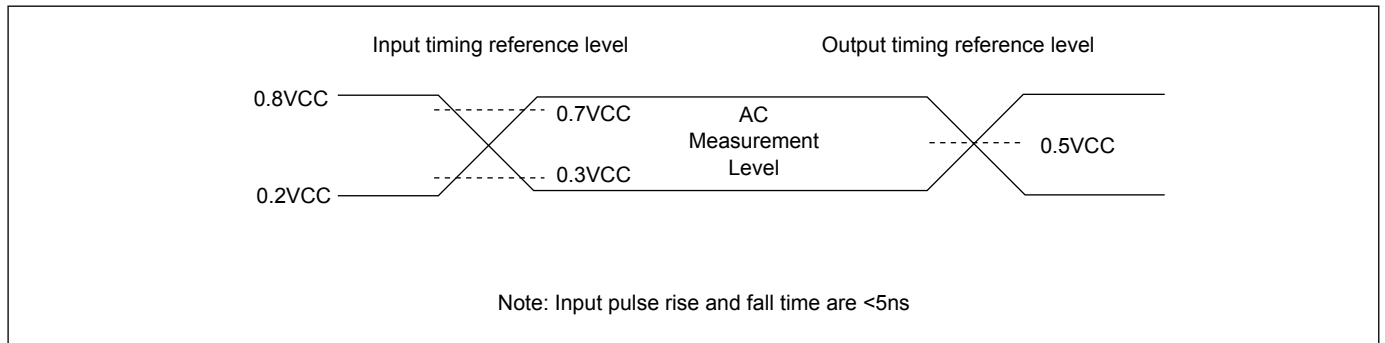 Input timing reference level
Output timing reference level
0.8VCC
0.7VCC
AC
Measurement
Level
0.5VCC
0.3VCC
0.2VCC
Note: Input pulse rise and fall time are <5ns